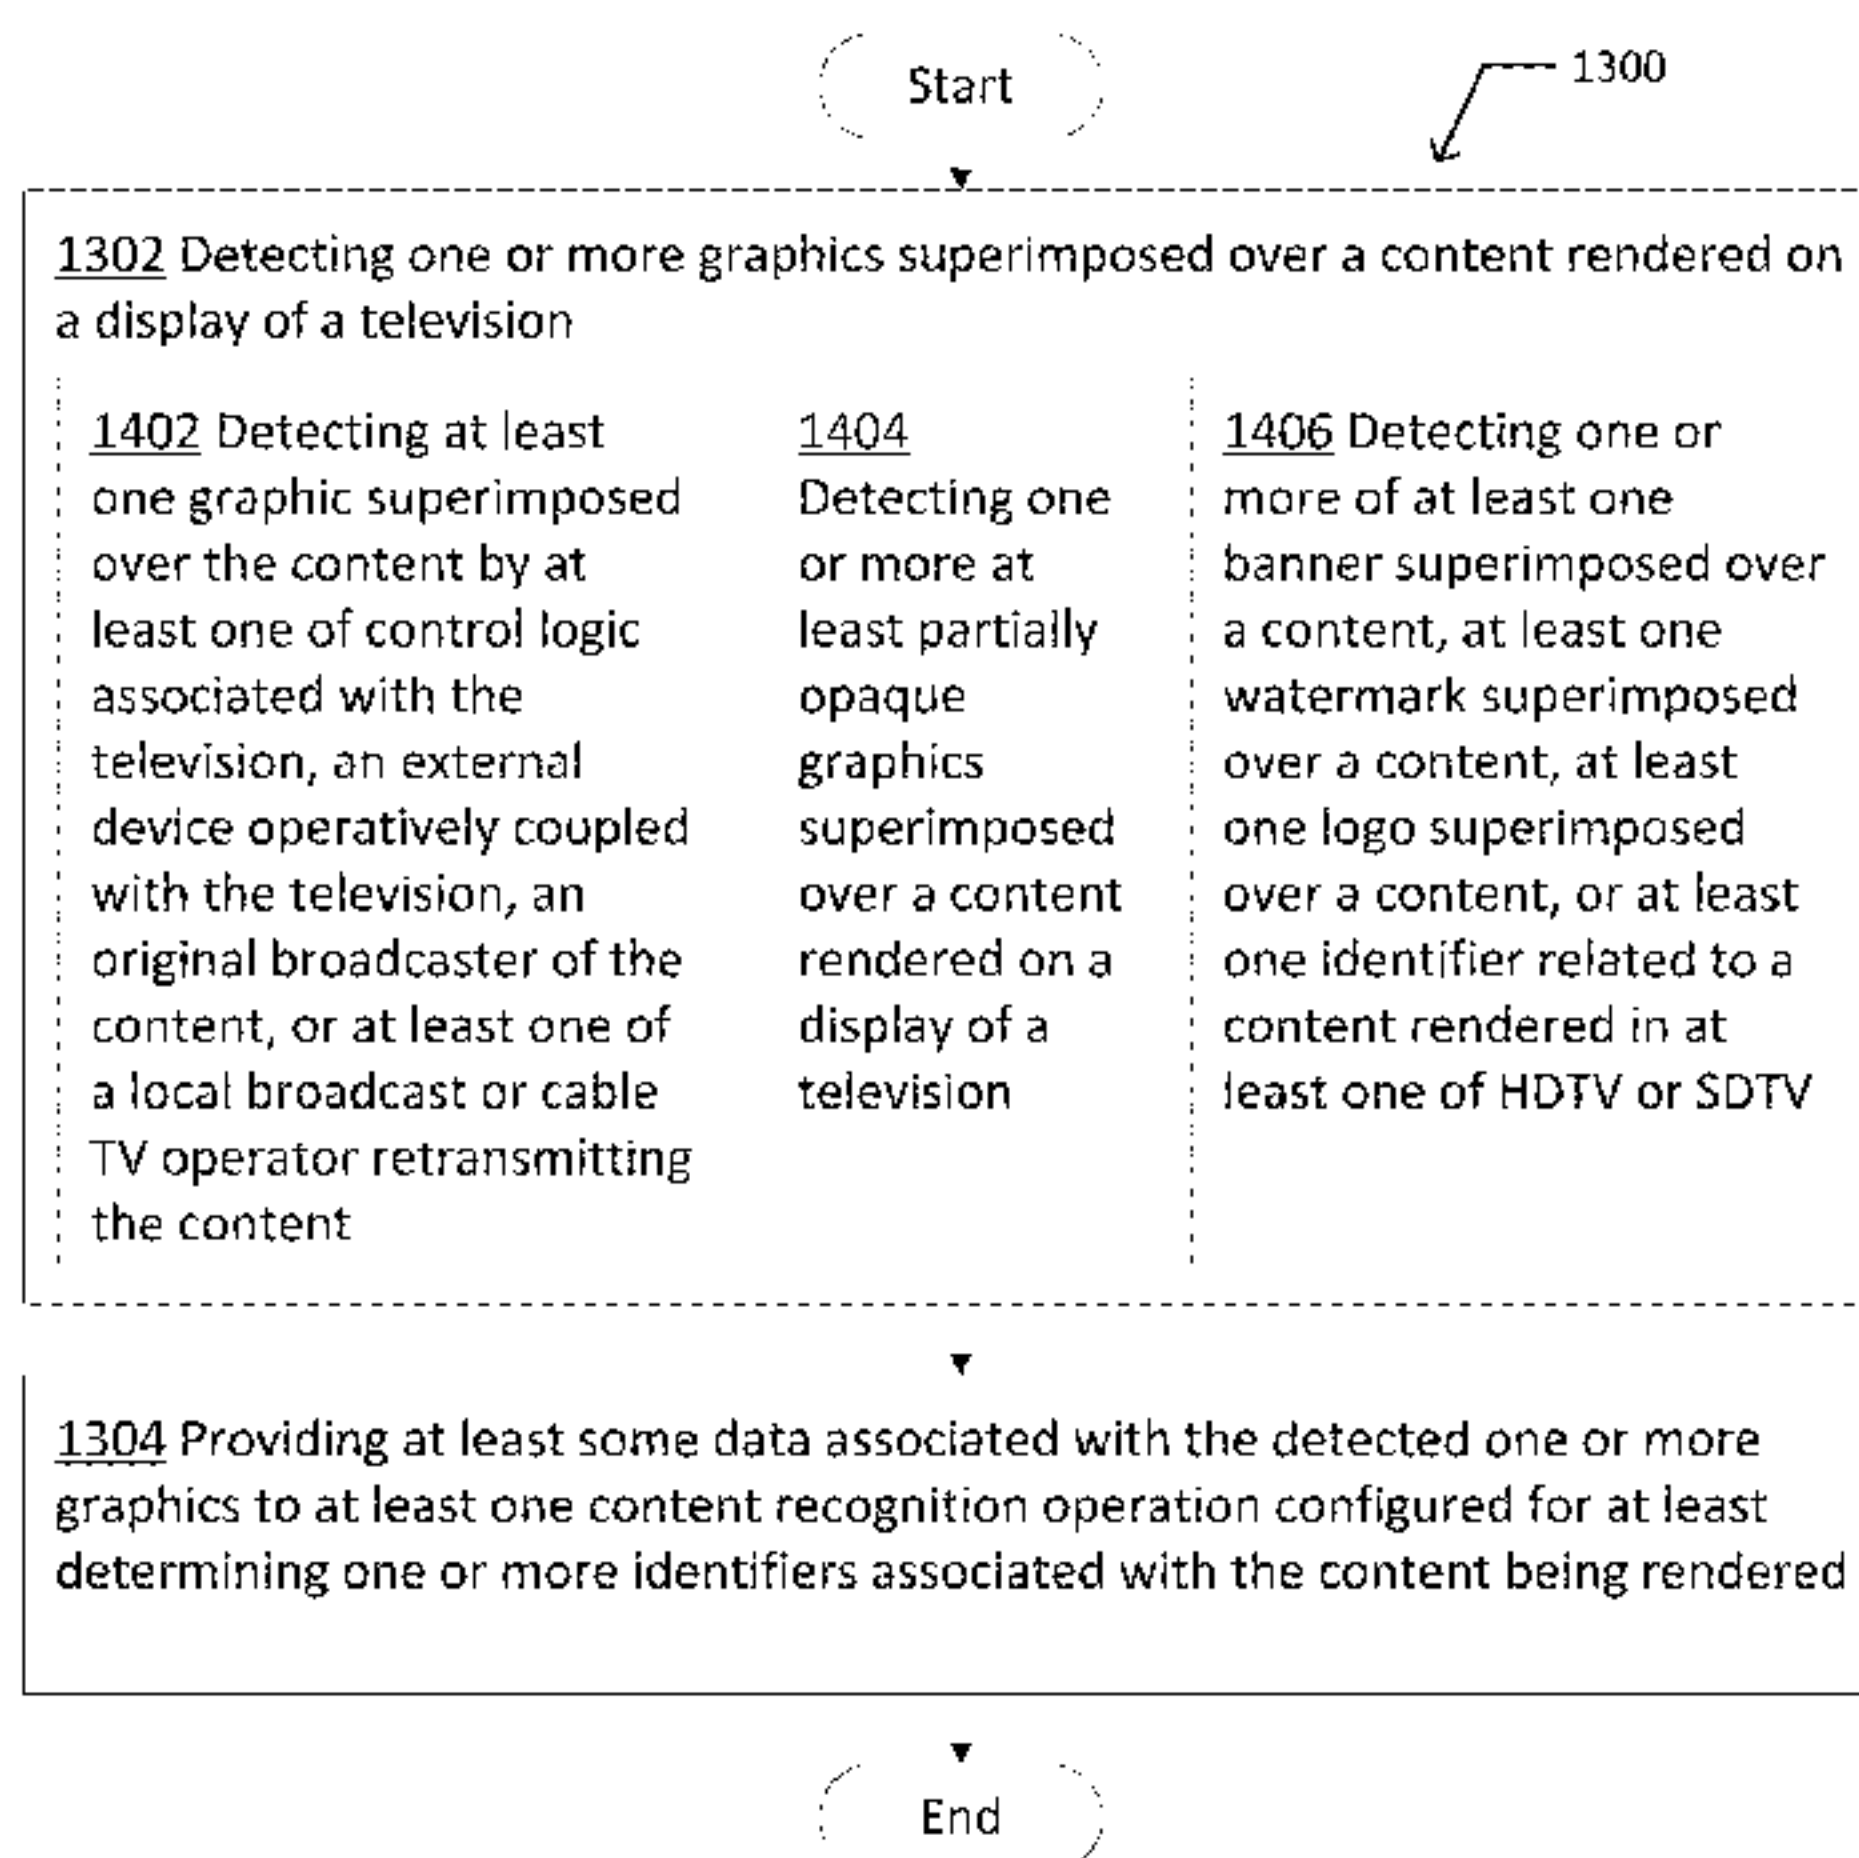 Start
1300
1302 Detecting one or more graphics superimposed over a content rendered on
a display of a television
1402 Detecting at least
one graphic superimposed
over the content by at
least one of control logic
associated with the
television, an external
device operatively coupled
with the television, an
original broadcaster of the
content, or at least one of
a local broadcast or cable
TV operator retransmitting
the content
1404
Detecting one
or more at
least partially
opaque
graphics
superimposed
over a content
rendered on a
display of a
television
1406 Detecting one or
more of at least one
banner superimposed over
a content, at least one
watermark superimposed
over a content, at least
one logo superimposed
over a content, or at least
one identifier related to a
content rendered in at
least one of HDTV or SDTV
1304 Providing at least some data associated with the detected one or more
graphics to at least one content recognition operation configured for at least
determining one or more identifiers associated with the content being rendered
End